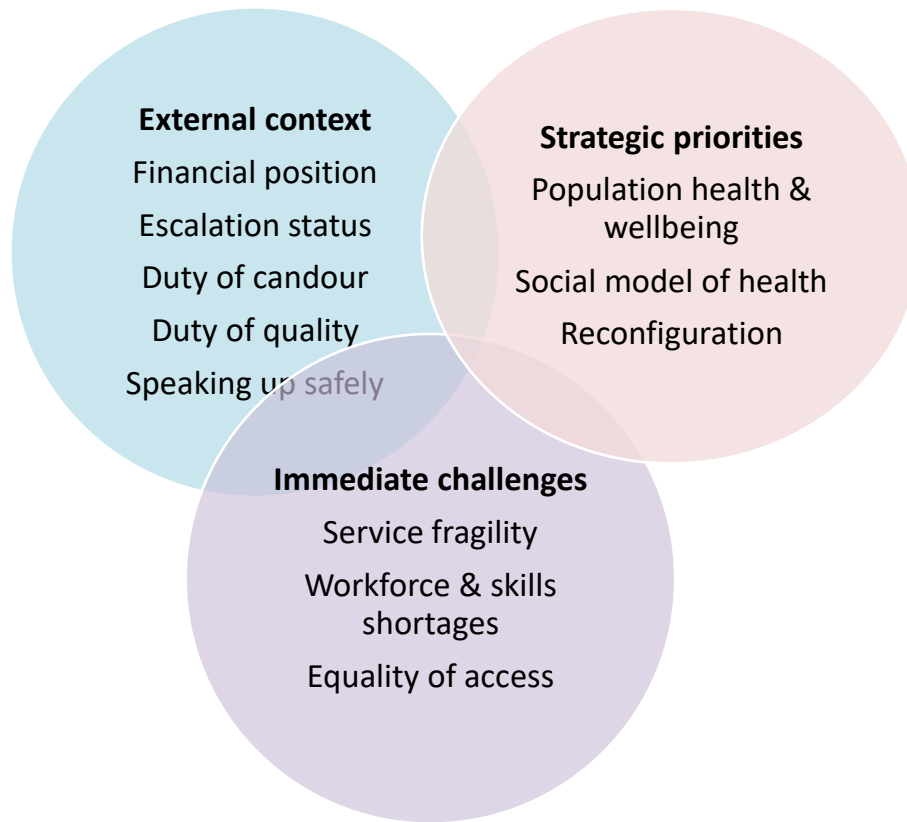 External context
Financial position
Escalation status
Duty of candour
Duty of quality
Speaking up safely
Strategic priorities
Population health &
wellbeing
Social model of health
Reconfiguration
Immediate challenges
Service fragility
Workforce & skills
shortages
Equality of access